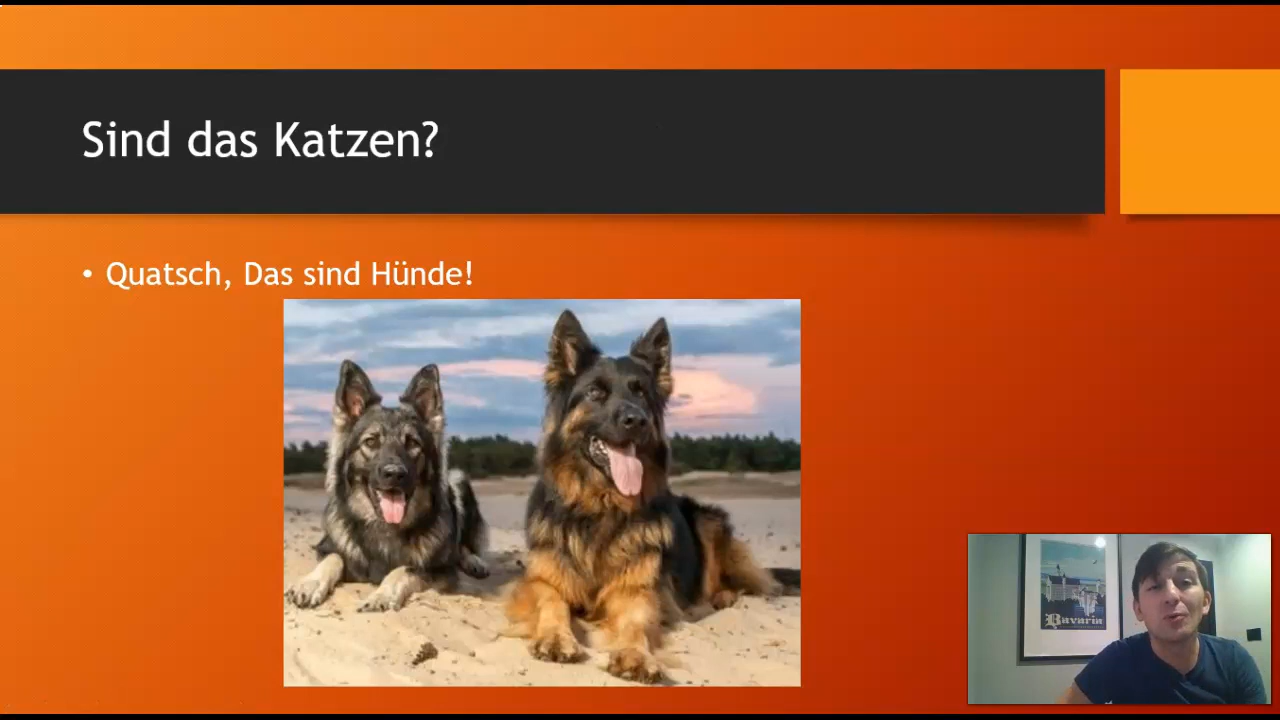 Sind das Katzen?
• Quatsch, Das sind Hünde!
Bavaria